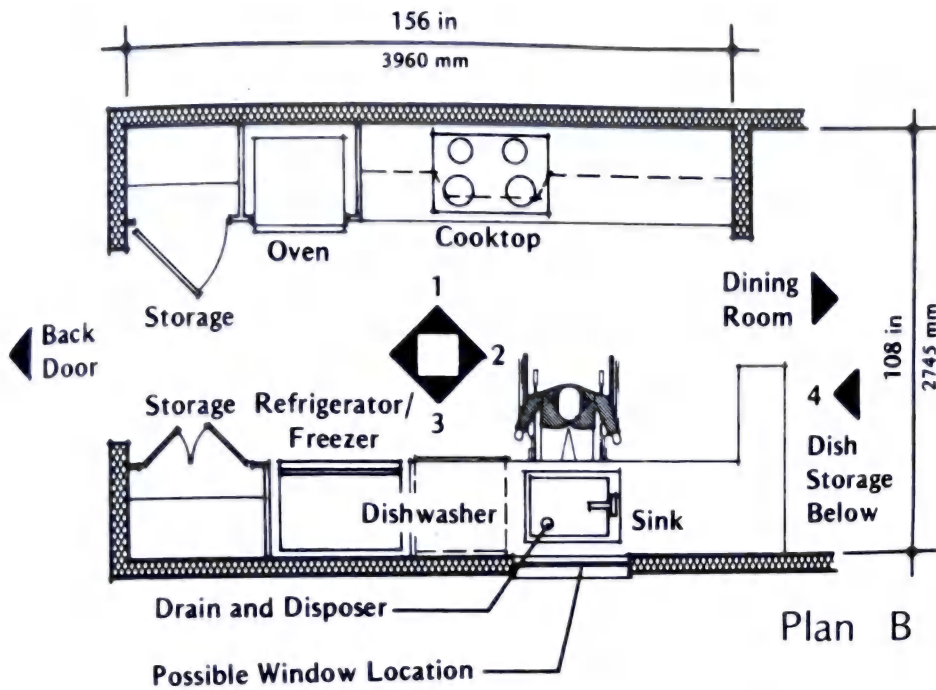 156 in
3960 mm
Oven
Cooktop
Storage
1
2
3
Dining
Room
Back
Door
108 in
2745 mm
Storage
Refrigerator/
Freezer
4
Dish
Storage
Below
Dishwasher
Sink
Drain and Disposer
Possible Window Location
Plan B